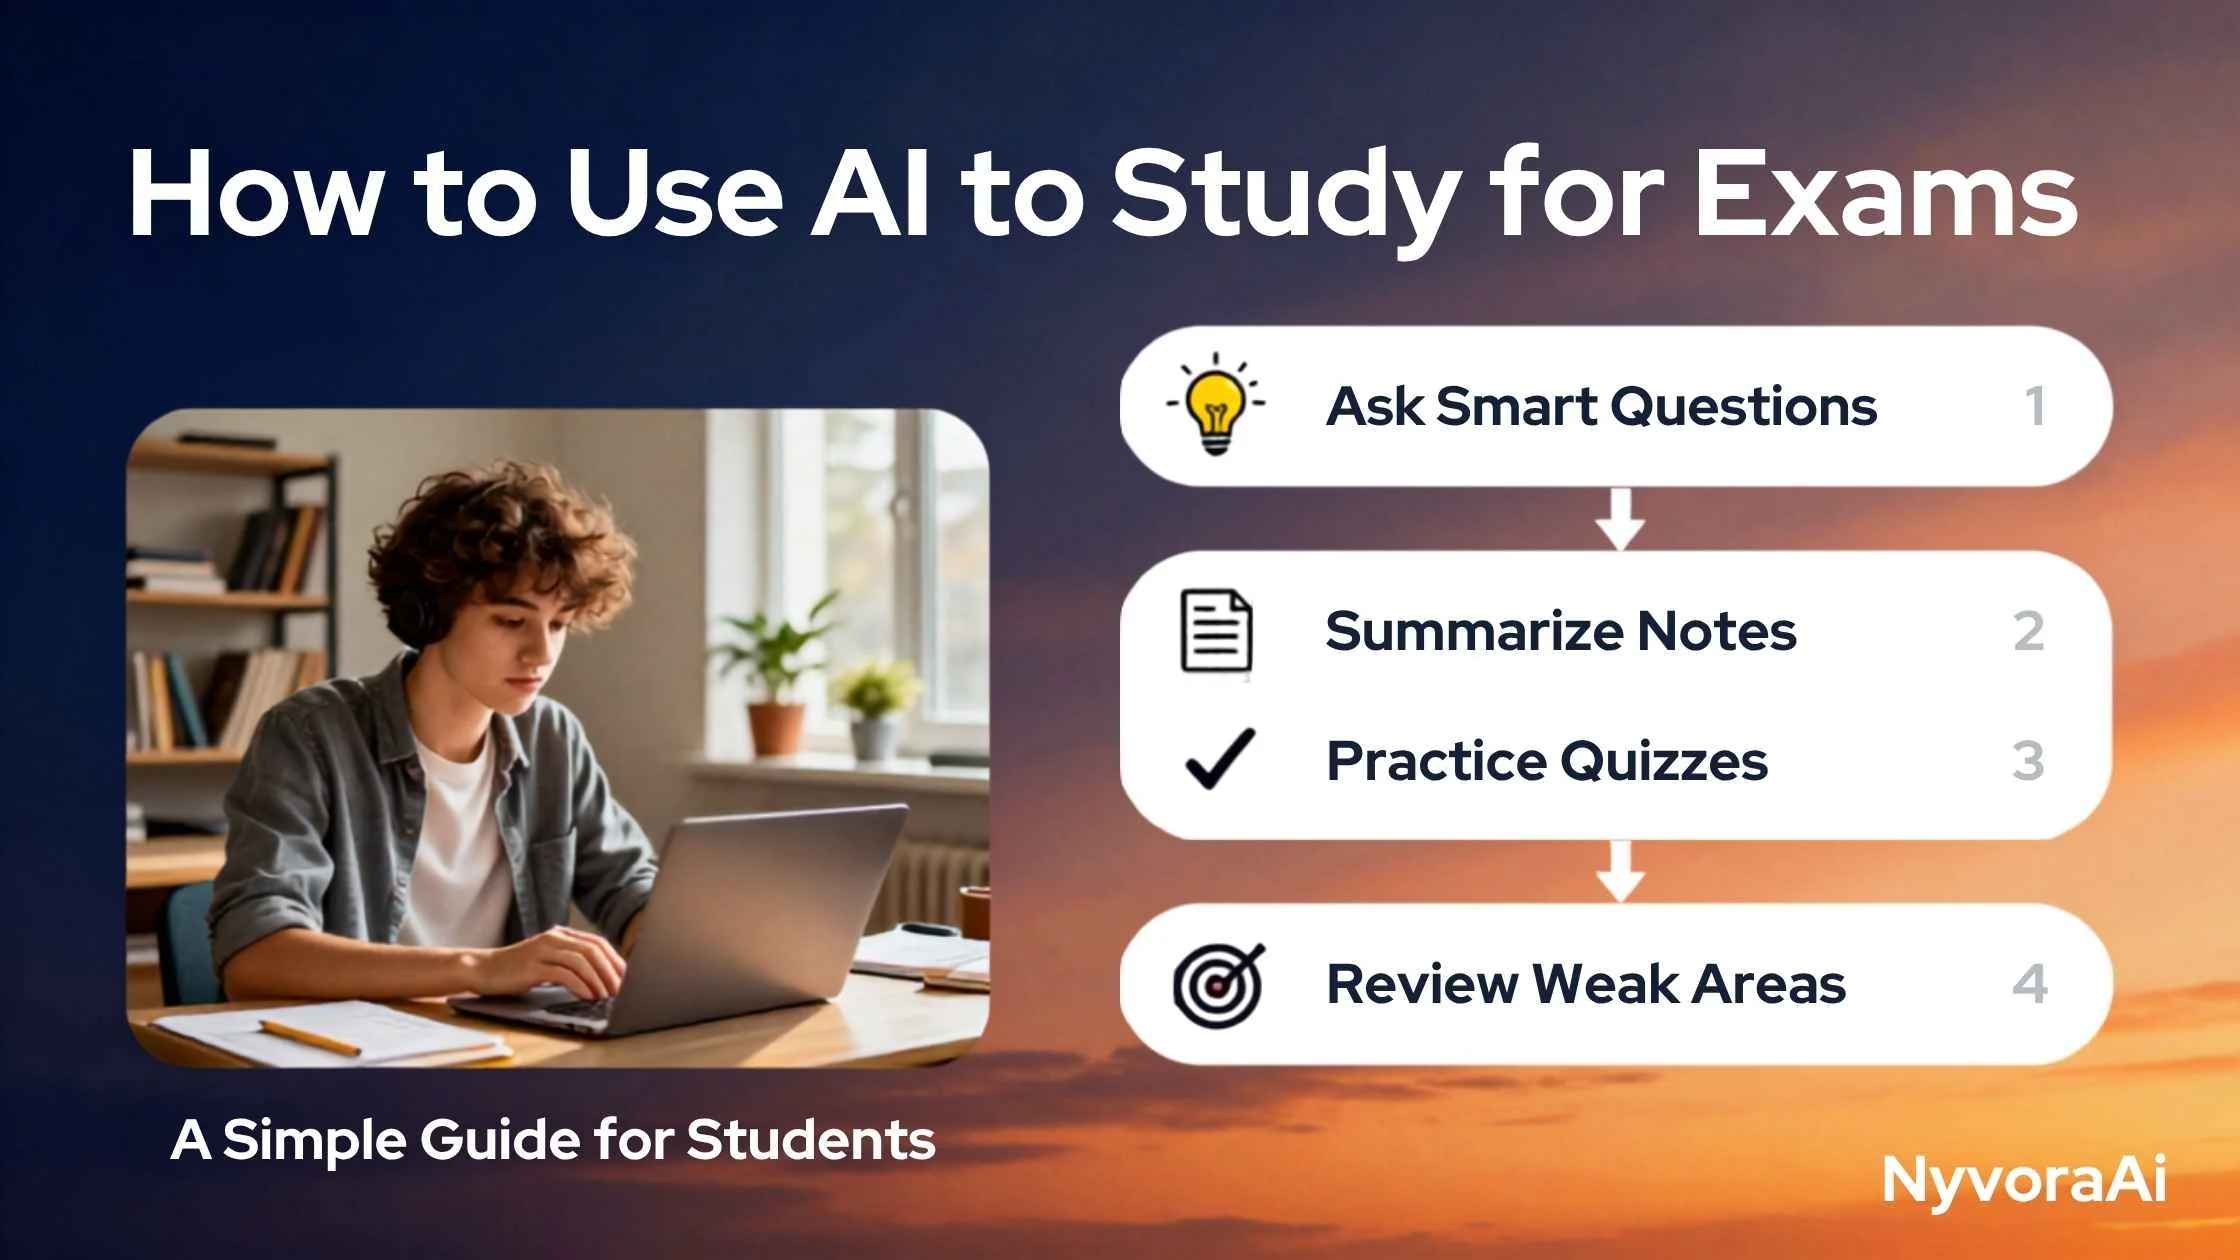 How to Use AI to Study for Exams
Ask Smart Questions 1
Summarize Notes 2
Practice Quizzes 3
Review Weak Areas 4
A Simple Guide for Students
NyvoraAi